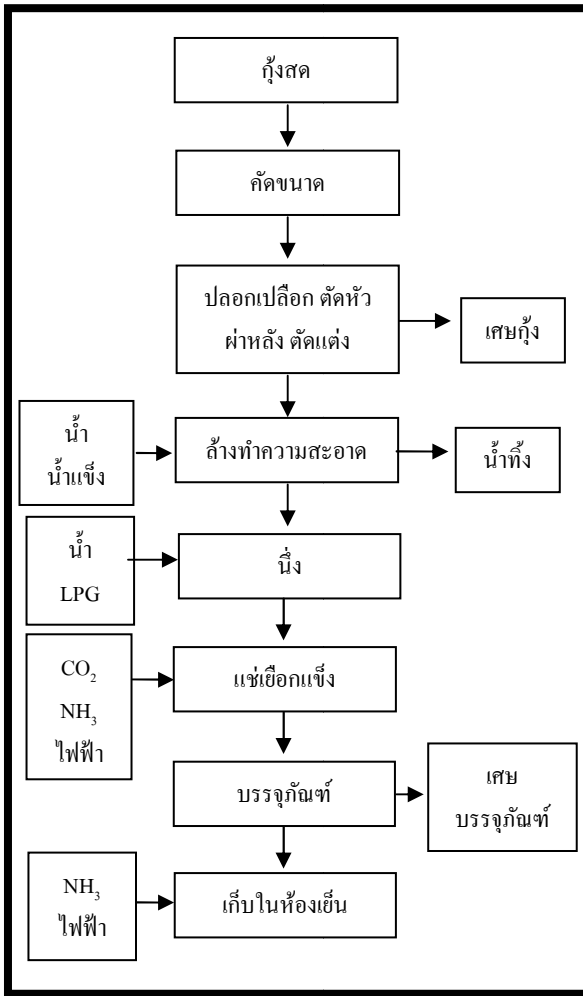 กุ้งสด
คัดขนาด
ปลอกเปลือก ตัดหัว
ผ่าหลัง ตัดแต่ง
เศษกุ้ง
น้ำ
น้ำแข็ง
ล้างทำความสะอาด
น้ำทิ้ง
น้ำ
LPG
นึ่ง
CO₂
NH₃
ไฟฟ้า
แช่เยือกแข็ง
บรรจุภัณฑ์
เศษ
บรรจุภัณฑ์
NH₃
ไฟฟ้า
เก็บในห้องเย็น